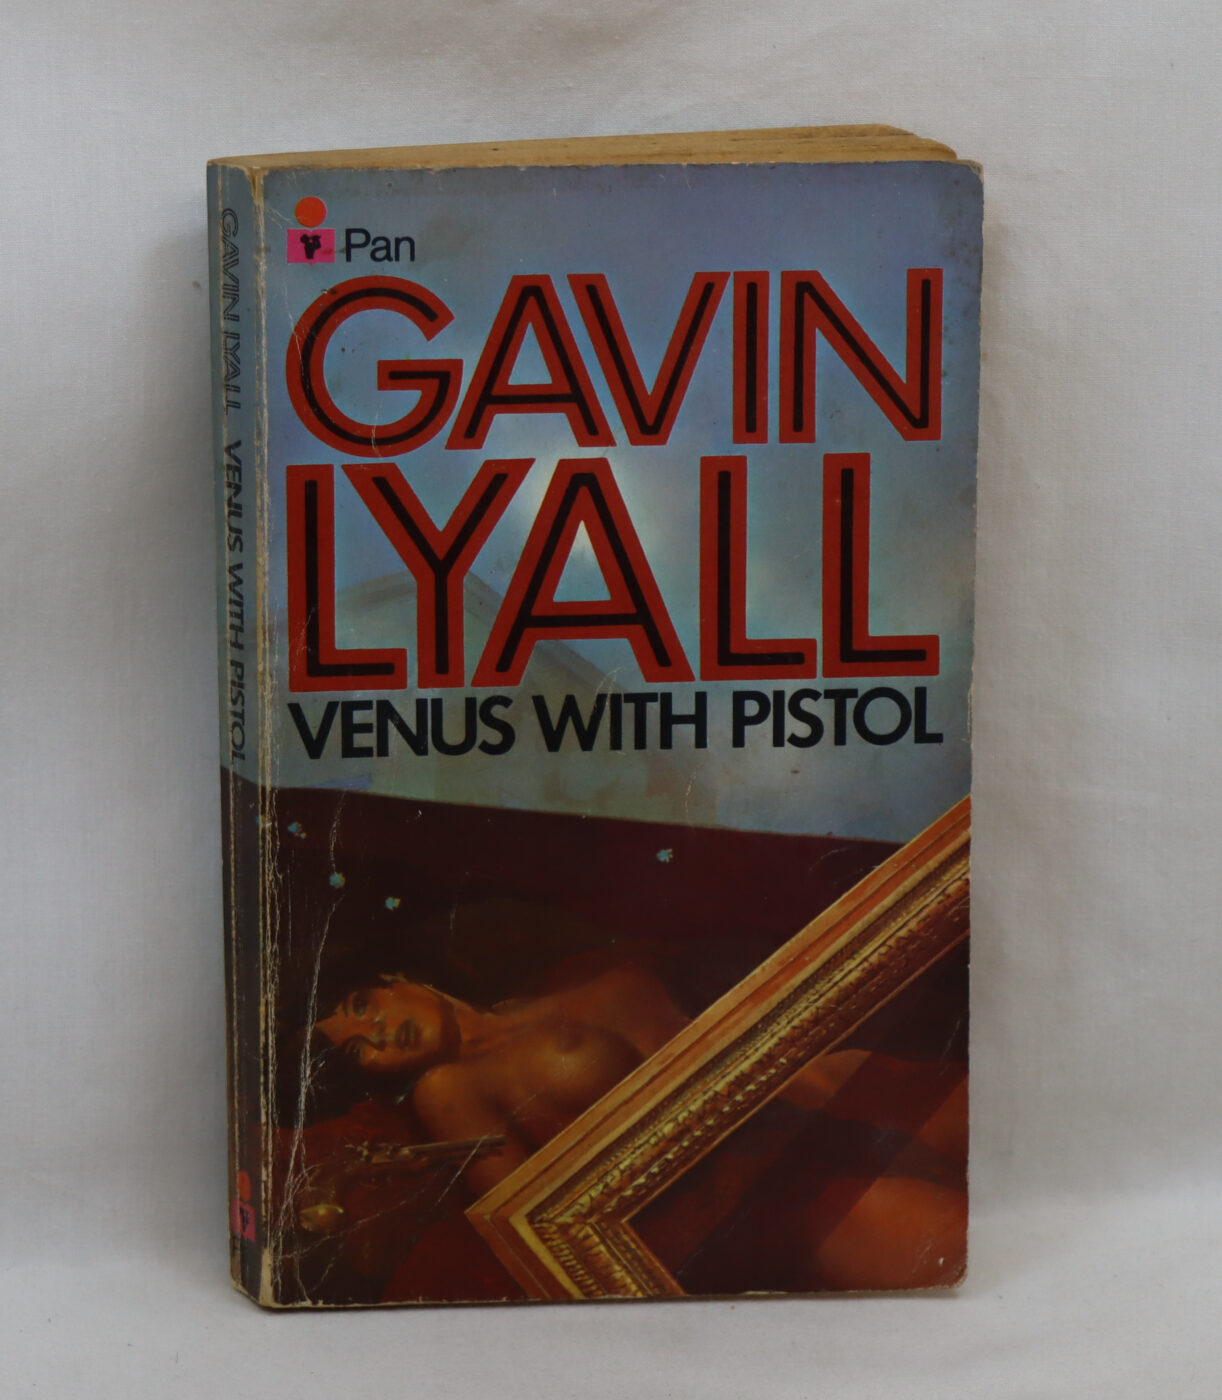 Pan
GAVIN
LYALL
VENUS WITH PISTOL
GAVIN LYALL VENUS WITH PISTOL